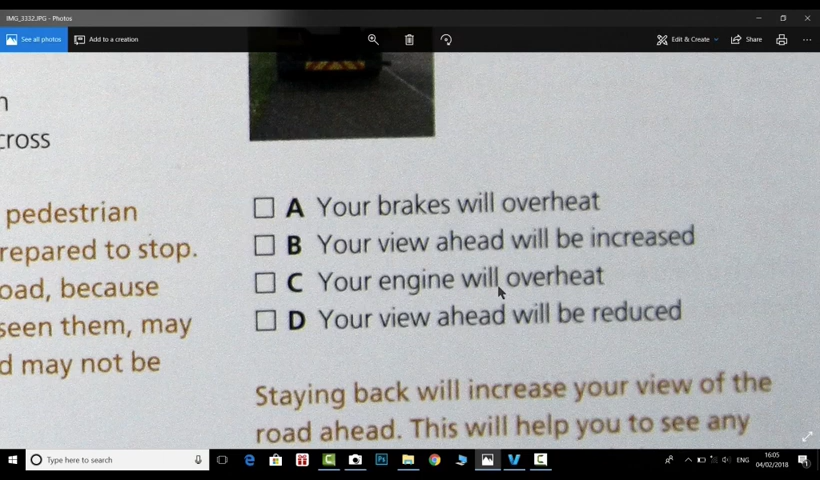 IMG_3332.JPG - Photos
See all photos
Add to a creation
Edit & Create
Share
cross
pedestrian
repared to stop.
oad, because
seen them, may
d may not be
A Your brakes will overheat
B Your view ahead will be increased
C Your engine will overheat
D Your view ahead will be reduced
Staying back will increase your view of the
road ahead. This will help you to see any
Type here to search
ENG
16:05
04/02/2018